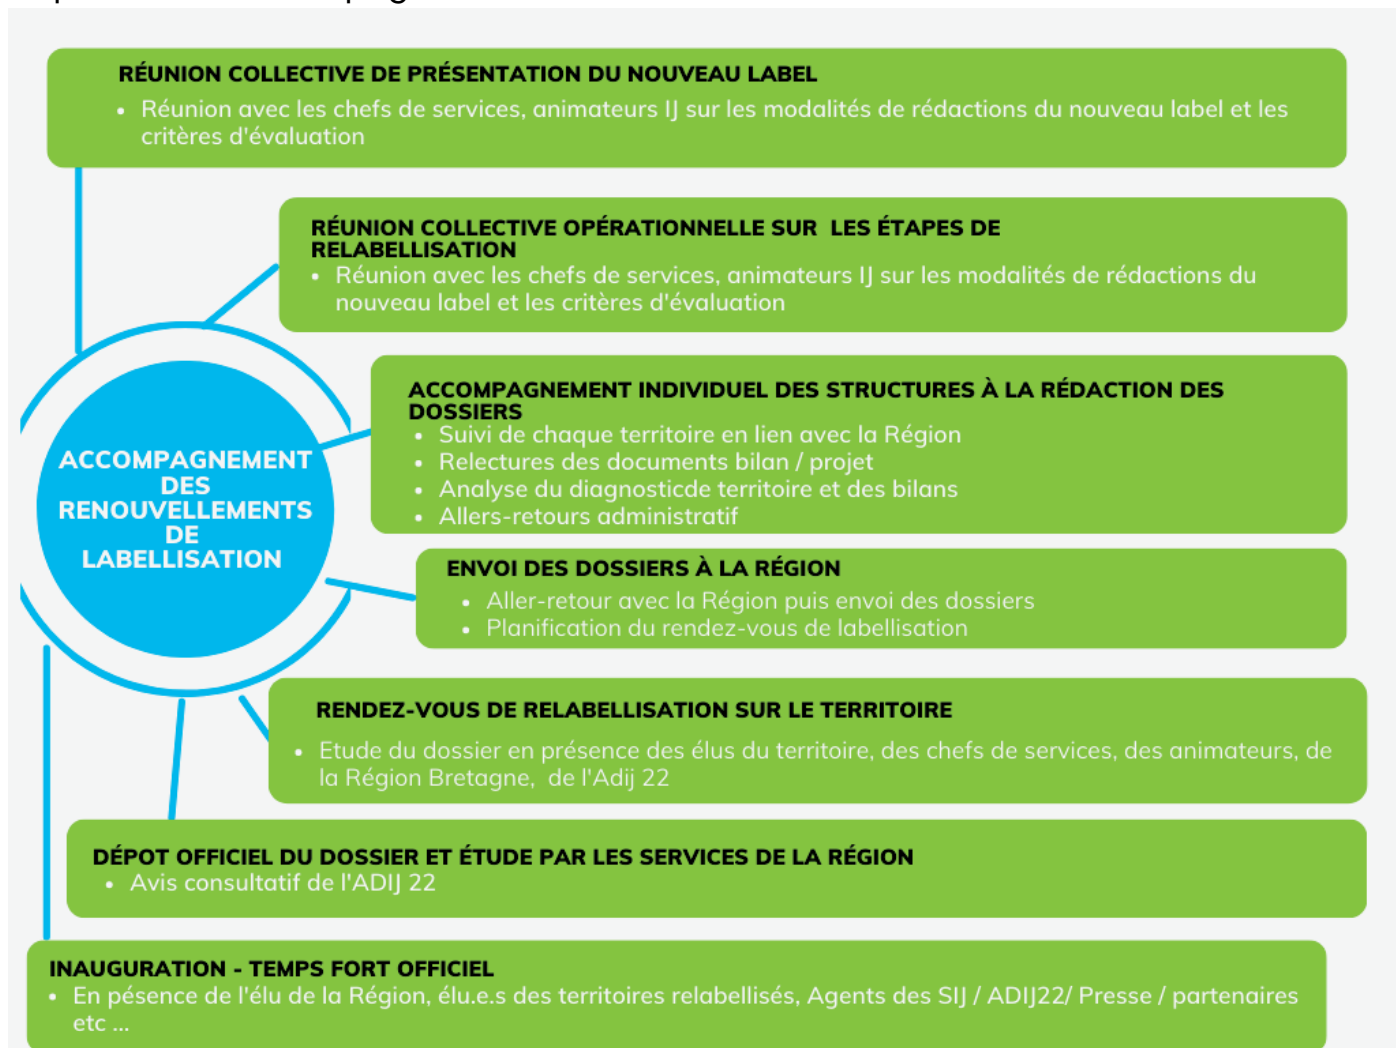 RÉUNION COLLECTIVE DE PRÉSENTATION DU NOUVEAU LABEL
• Réunion avec les chefs de services, animateurs IJ sur les modalités de rédactions du nouveau label et les
critères d'évaluation
RÉUNION COLLECTIVE OPÉRATIONNELLE SUR LES ÉTAPES DE
RELABELLISATION
• Réunion avec les chefs de services, animateurs IJ sur les modalités de rédactions du
nouveau label et les critères d'évaluation
ACCOMPAGNEMENT INDIVIDUEL DES STRUCTURES À LA RÉDACTION DES
DOSSIERS
• Suivi de chaque territoire en lien avec la Région
• Relectures des documents bilan / projet
• Analyse du diagnosticde territoire et des bilans
• Allers-retours administratif
ACCOMPAGNEMENT
DES
RENOUVELLEMENTS
DE
LABELLISATION
ENVOI DES DOSSIERS À LA RÉGION
• Aller-retour avec la Région puis envoi des dossiers
• Planification du rendez-vous de labellisation
RENDEZ-VOUS DE RELABELLISATION SUR LE TERRITOIRE
• Etude du dossier en présence des élus du territoire, des chefs de services, des animateurs, de
la Région Bretagne, de l'Adij 22
DÉPOT OFFICIEL DU DOSSIER ET ÉTUDE PAR LES SERVICES DE LA RÉGION
• Avis consultatif de l'ADIJ 22
INAUGURATION - TEMPS FORT OFFICIEL
• En pésence de l'élu de la Région, élu.e.s des territoires relabellisés, Agents des SIJ / ADIJ22/ Presse / partenaires
etc ...